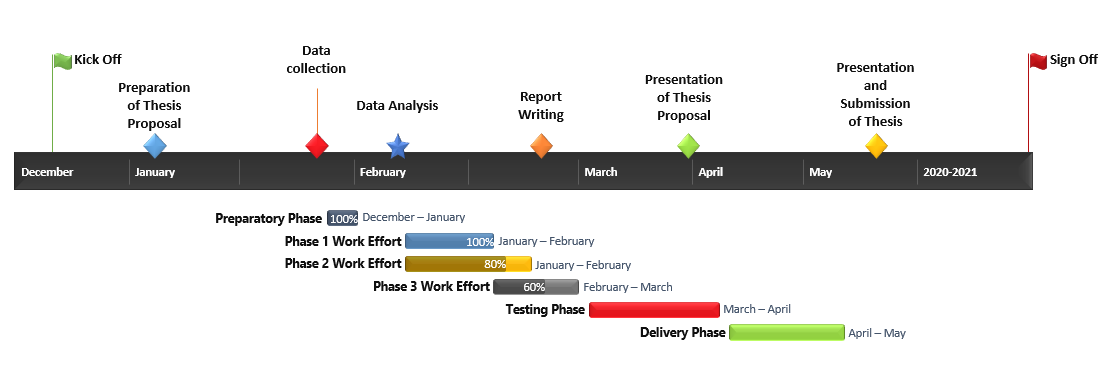 Kick Off
Preparation
of Thesis
Proposal
Data
collection
Data Analysis
Report
Writing
Presentation
of Thesis
Proposal
Presentation
and
Submission
of Thesis
Sign Off
December January February March April May 2020-2021
Preparatory Phase 100% December – January
Phase 1 Work Effort 100% January – February
Phase 2 Work Effort 80% January – February
Phase 3 Work Effort 60% February – March
Testing Phase March – April
Delivery Phase April – May